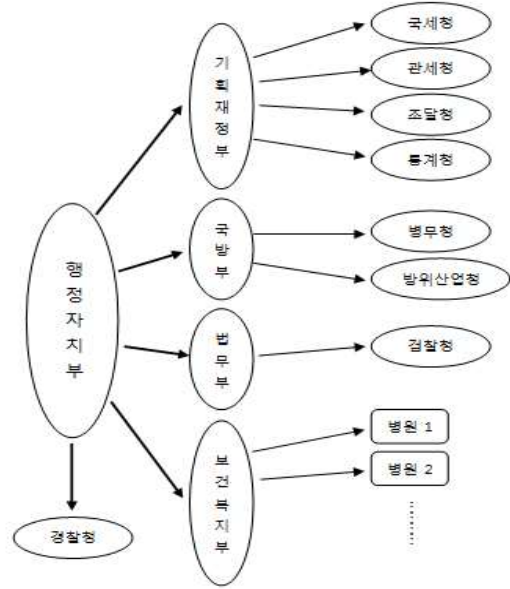 행정자치부
기획재정부
국세청
관세청
조달청
통계청
국방부
병무청
방위산업청
법무부
검찰청
보건복지부
병원 1
병원 2
경찰청